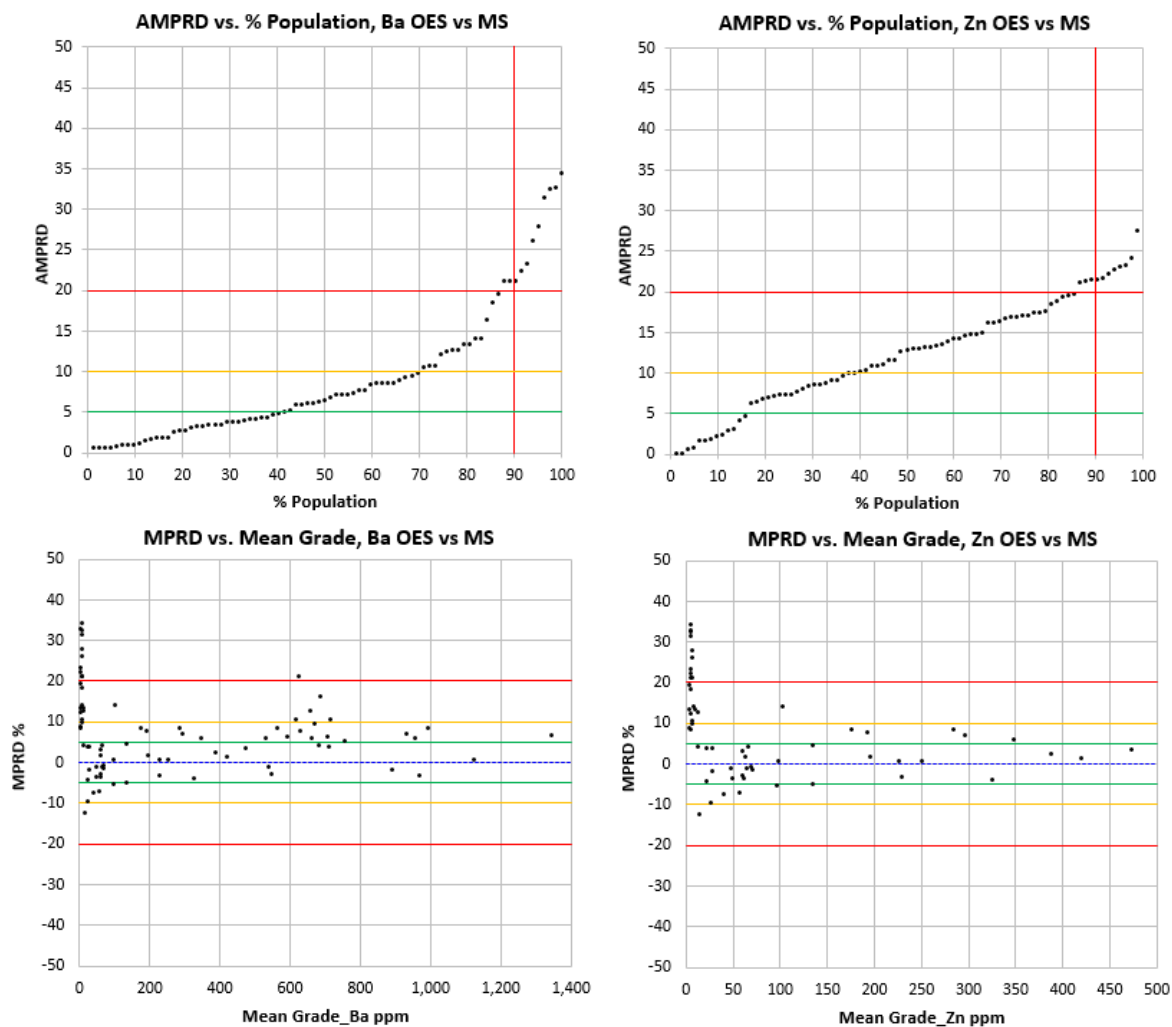 AMPRD vs. % Population, Ba OES vs MS
50
45
40
35
30
25
20
15
10
5
0
AMPRD
0 10 20 30 40 50 60 70 80 90 100
% Population
AMPRD vs. % Population, Zn OES vs MS
50
45
40
35
30
25
20
15
10
5
0
AMPRD
0 10 20 30 40 50 60 70 80 90 100
% Population
MPRD vs. Mean Grade, Ba OES vs MS
50
40
30
20
10
0
-10
-20
-30
-40
-50
MPRD %
0 200 400 600 800 1,000 1,200 1,400
Mean Grade_Ba ppm
MPRD vs. Mean Grade, Zn OES vs MS
50
40
30
20
10
0
-10
-20
-30
-40
-50
MPRD %
0 50 100 150 200 250 300 350 400 450 500
Mean Grade_Zn ppm